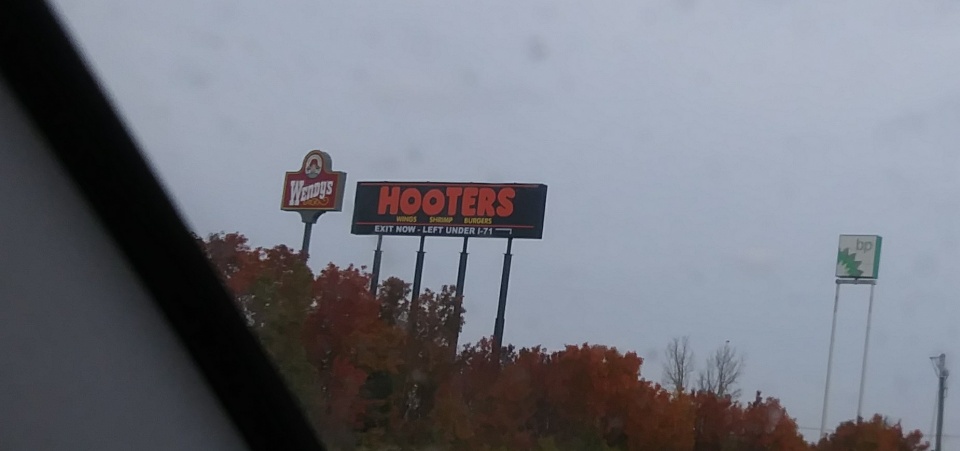 Wendy's
HOOTERS
WINGS SHRIMP BURGERS
EXIT NOW - LEFT UNDER I-71
bp